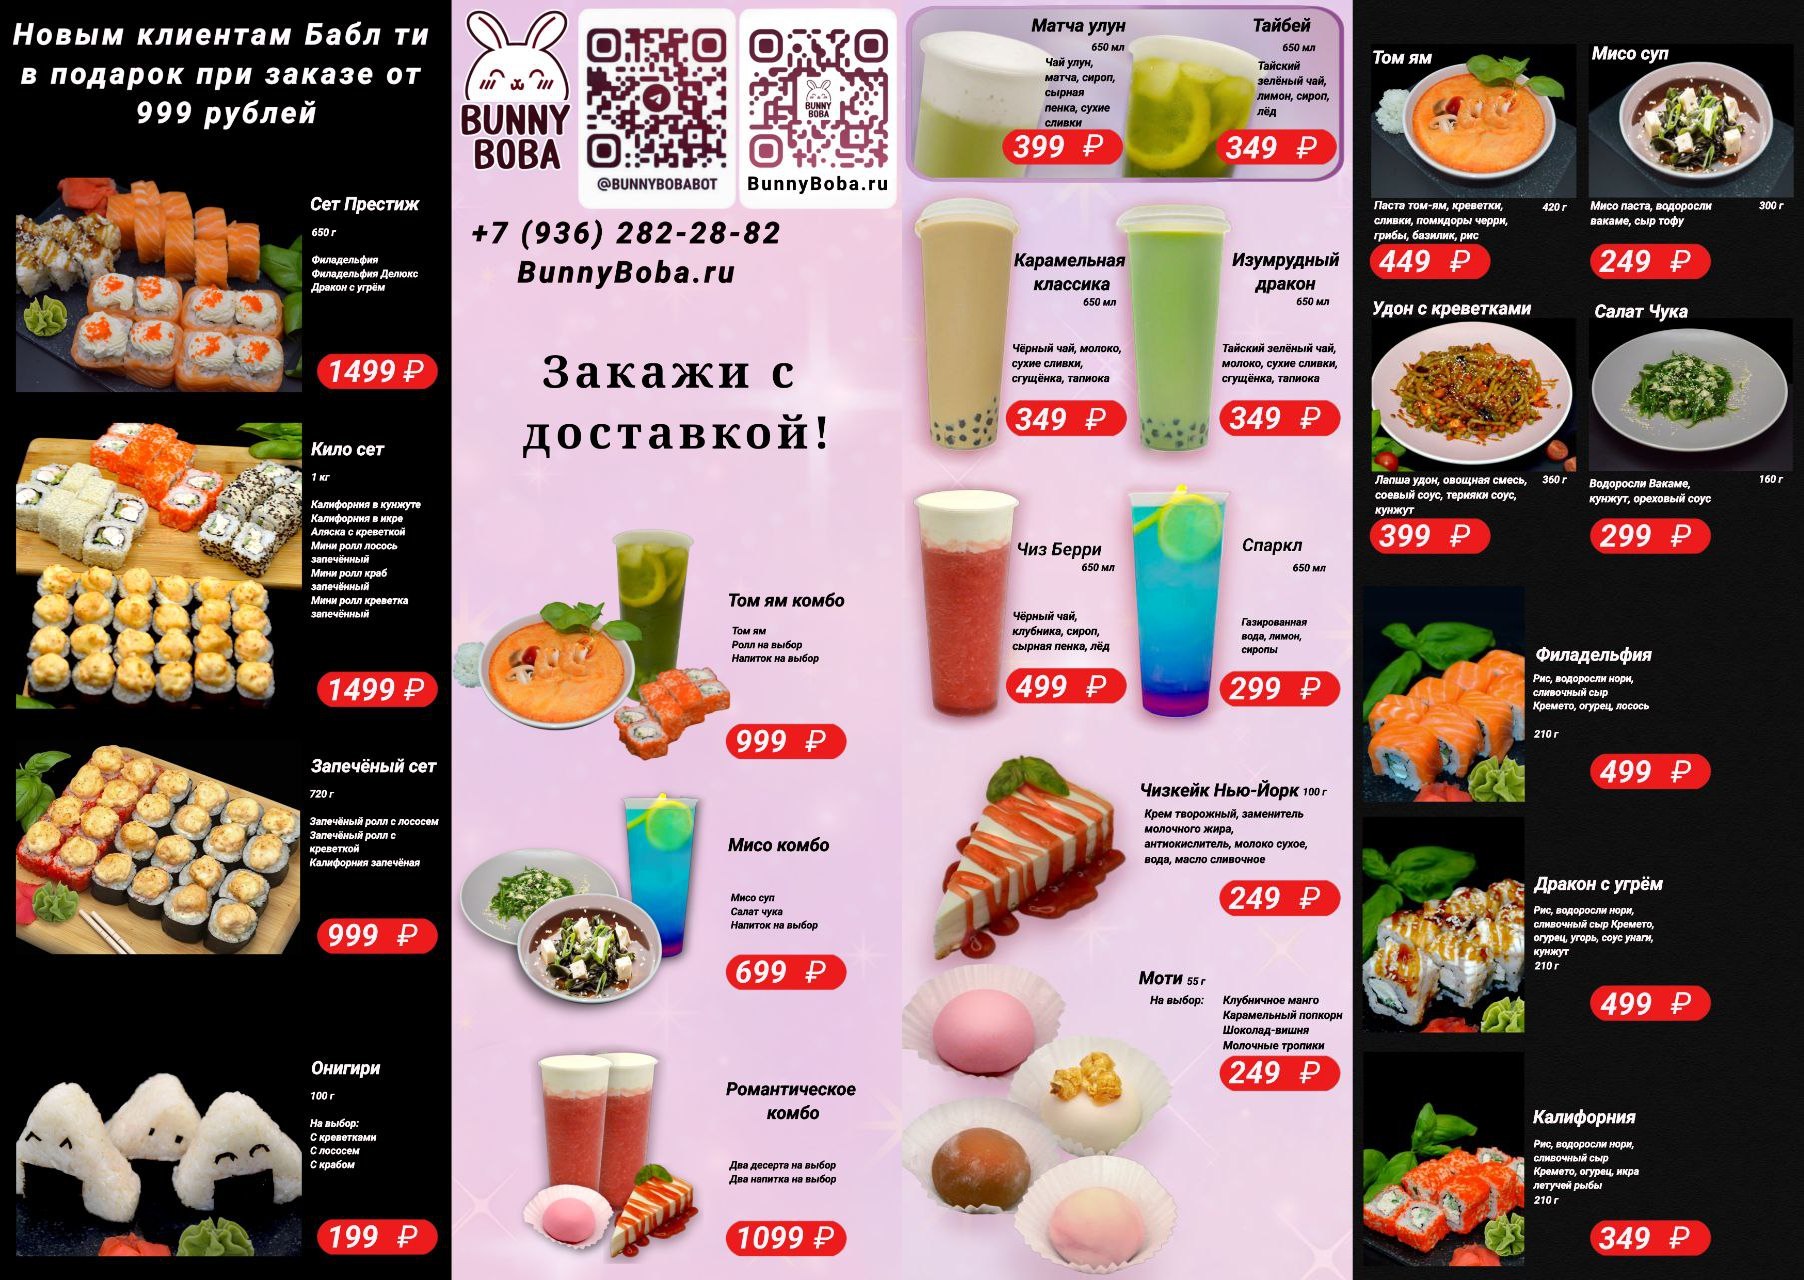 Новым клиентам Бабл ти
в подарок при заказе от
999 рублей
Сет Престиж
650 г
Филадельфия
Филадельфия Делюкс
Дракон с угрём
1499 ₽
Кило сет
1 кг
Калифорния в кунжуте
Калифорния в икре
Аляска с креветкой
Мини ролл лосось
запечённый
Мини ролл краб
запечённый
Мини ролл креветка
запечённый
1499 ₽
Запечёный сет
720 г
Запечёный ролл с лососем
Запечёный ролл с
креветкой
Калифорния запечёная
999 ₽
Онигири
100 г
На выбор:
С креветками
С лососем
С крабом
199 ₽
BUNNY
BOBA
@BUNNYBOBABOT
BUNNY
BOBA
BunnyBoba.ru
+7 (936) 282-28-82
BunnyBoba.ru
Закажи с
доставкой!
Том ям комбо
Том ям
Ролл на выбор
Напиток на выбор
999 ₽
Мисо комбо
Мисо суп
Салат чука
Напиток на выбор
699 ₽
Романтическое
комбо
Два десерта на выбор
Два напитка на выбор
1099 ₽
Матча улун
650 мл
Чай улун,
матча, сироп,
сырная
пенка, сухие
сливки
399 ₽
Тайбей
650 мл
Тайский
зелёный чай,
лимон, сироп,
лёд
349 ₽
Карамельная
классика
650 мл
Чёрный чай, молоко,
сухие сливки,
сгущёнка, тапиока
349 ₽
Изумрудный
дракон
650 мл
Тайский зелёный чай,
молоко, сухие сливки,
сгущёнка, тапиока
349 ₽
Чиз Берри
650 мл
Чёрный чай,
клубника, сироп,
сырная пенка, лёд
499 ₽
Спаркл
650 мл
Газированная
вода, лимон,
сиропы
299 ₽
Чизкейк Нью-Йорк 100 г
Крем творожный, заменитель
молочного жира,
антиокислитель, молоко сухое,
вода, масло сливочное
249 ₽
Моти 55 г
На выбор:
Клубничное манго
Карамельный попкорн
Шоколад-вишня
Молочные тропики
249 ₽
Том ям
Паста том-ям, креветки,
сливки, помидоры черри,
грибы, базилик, рис
420 г
449 ₽
Мисо суп
Мисо паста, водоросли
вакаме, сыр тофу
300 г
249 ₽
Удон с креветками
Лапша удон, овощная смесь,
соевый соус, терияки соус,
кунжут
360 г
399 ₽
Салат Чука
Водоросли Вакаме,
кунжут, ореховый соус
160 г
299 ₽
Филадельфия
Рис, водоросли нори,
сливочный сыр
Кремето, огурец, лосось
210 г
499 ₽
Дракон с угрём
Рис, водоросли нори,
сливочный сыр Кремето,
огурец, угорь, соус унаги,
кунжут
210 г
499 ₽
Калифорния
Рис, водоросли нори,
сливочный сыр
Кремето, огурец, икра
летучей рыбы
210 г
349 ₽